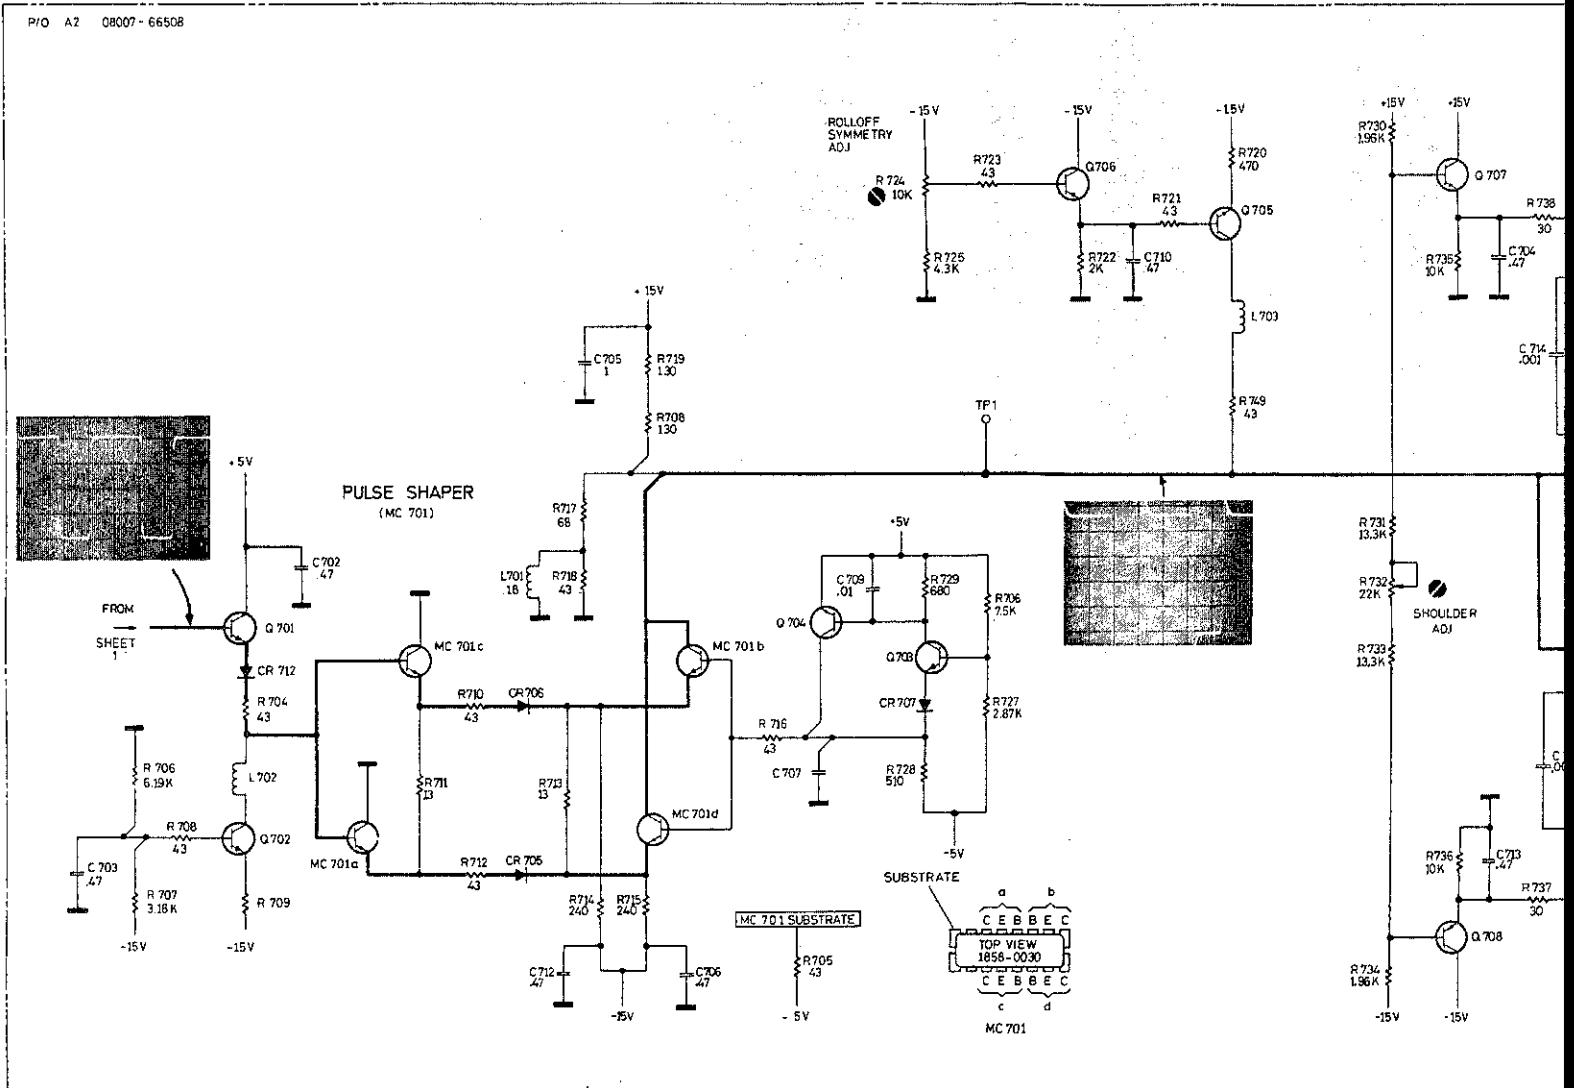 P/O A2 08007-66508
ROLLOFF
SYMMETRY
ADJ
-15V
R724
10K
R723
43
R725
4.3K
-15V
Q706
R722
2K
C710
.47
R721
43
-15V
R720
470
Q705
L703
R749
43
+15V
R730
1.96K
+15V
Q707
R735
10K
C704
.47
R738
30
C714
.001
+15V
C705
1
R719
130
R708
130
TP1
+5V
PULSE SHAPER
(MC 701)
R717
68
L701
.18
R718
43
C702
.47
FROM
SHEET
1
Q701
CR712
R704
43
MC 701c
R710
43
CR706
MC 701b
+5V
C709
.01
R729
680
R706
7.5K
Q704
Q703
CR707
R727
2.87K
R731
13.3K
R732
22K
SHOULDER
ADJ
R733
13.3K
R706
6.19K
L702
R711
13
R713
13
R716
43
C707
R728
510
-5V
R708
43
Q702
MC 701a
MC 701d
C703
.47
R707
3.16K
R709
-15V
-15V
R712
43
CR705
R714
240
R715
240
C712
.47
C706
.47
-15V
MC 701 SUBSTRATE
R705
43
-5V
SUBSTRATE
a b
C E B B E C
TOP VIEW
1858-0030
C E B B E C
c d
MC 701
R736
10K
C713
.47
R737
30
Q708
R734
1.96K
-15V
-15V